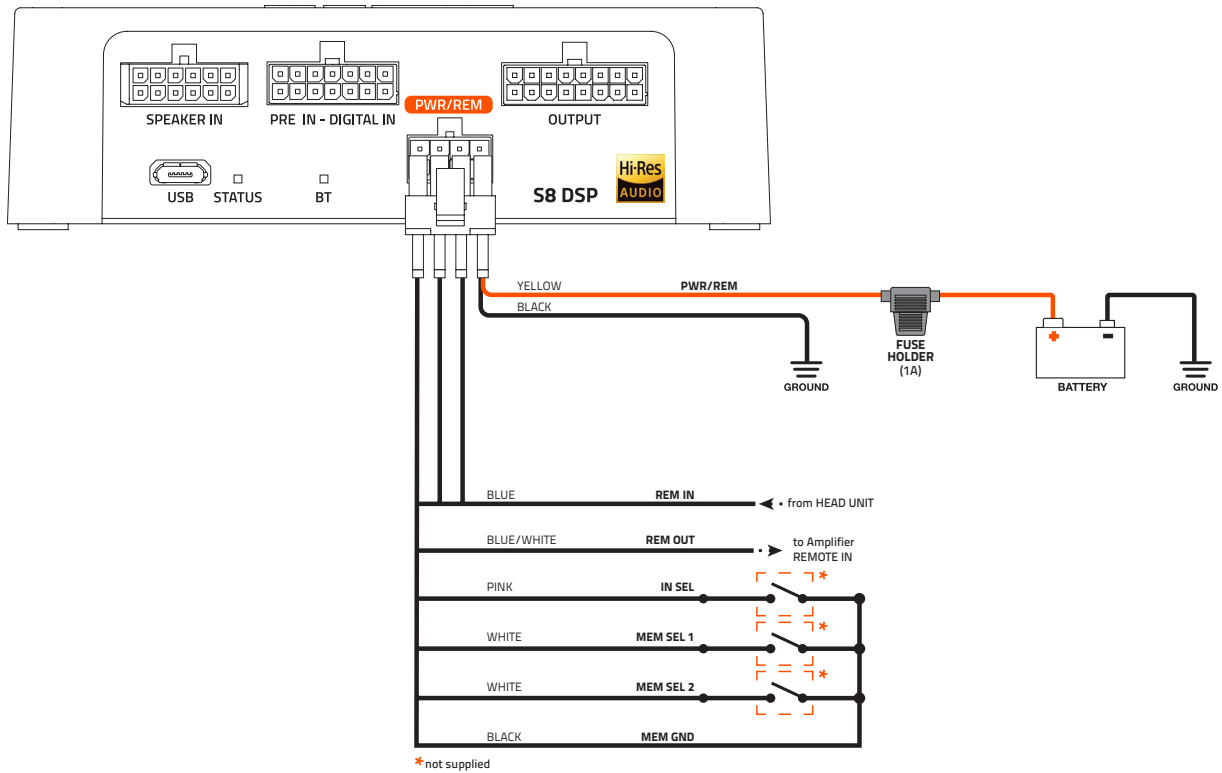 SPEAKER IN
PRE IN - DIGITAL IN
PWR/REM
OUTPUT
USB
STATUS
BT
S8 DSP
Hi-Res
AUDIO
YELLOW
PWR/REM
BLACK
FUSE
HOLDER
(1A)
GROUND
BATTERY
GROUND
BLUE
REM IN
from HEAD UNIT
BLUE/WHITE
REM OUT
to Amplifier
REMOTE IN
PINK
IN SEL
*
WHITE
MEM SEL 1
*
WHITE
MEM SEL 2
*
BLACK
MEM GND
*not supplied